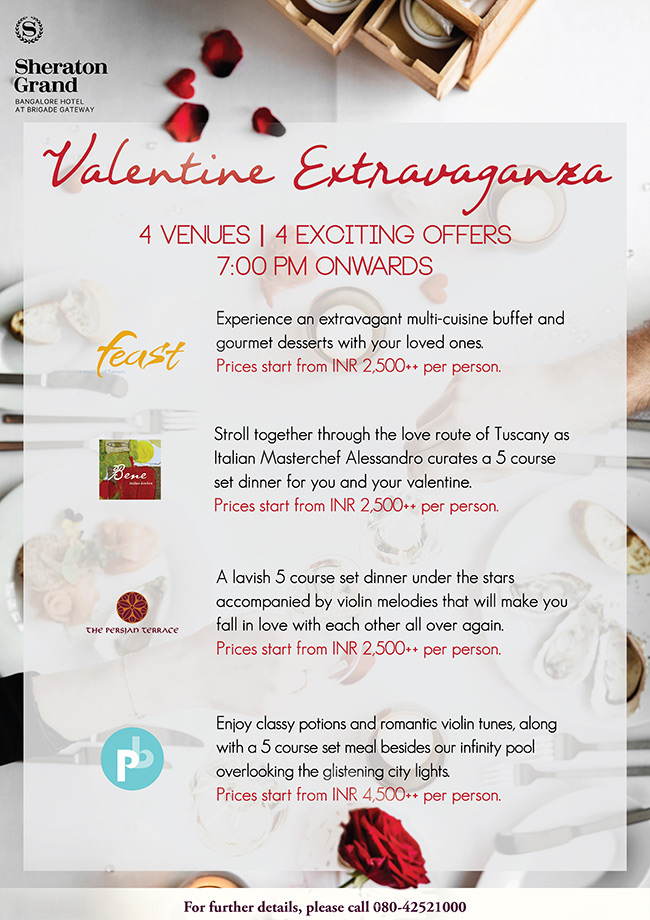 S
Sheraton
Grand
BANGALORE HOTEL
AT BRIGADE GATEWAY
Valentine Extravaganza
4 VENUES | 4 EXCITING OFFERS
7:00 PM ONWARDS
feast
Experience an extravagant multi-cuisine buffet and
gourmet desserts with your loved ones.
Prices start from INR 2,500++ per person.
Bene
italian kitchen
Stroll together through the love route of Tuscany as
Italian Masterchef Alessandro curates a 5 course
set dinner for you and your valentine.
Prices start from INR 2,500++ per person.
THE PERSIAN TERRACE
A lavish 5 course set dinner under the stars
accompanied by violin melodies that will make you
fall in love with each other all over again.
Prices start from INR 2,500++ per person.
pb
Enjoy classy potions and romantic violin tunes, along
with a 5 course set meal besides our infinity pool
overlooking the glistening city lights.
Prices start from INR 4,500++ per person.
For further details, please call 080-42521000